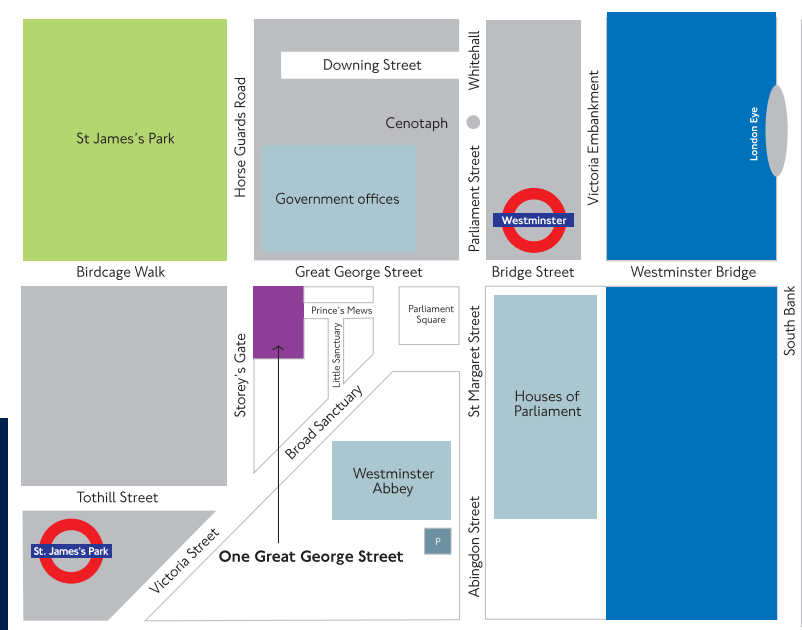 Downing Street
Whitehall
St James's Park
Horse Guards Road
Cenotaph
Victoria Embankment
London Eye
Government offices
Parliament Street
Westminster
Birdcage Walk
Great George Street
Bridge Street
Westminster Bridge
South Bank
Prince's Mews
Parliament
Square
Storey's Gate
Little Sanctuary
St Margaret Street
Broad Sanctuary
Houses of
Parliament
Westminster
Abbey
Tothill Street
P
St. James's Park
Victoria Street
One Great George Street
Abingdon Street